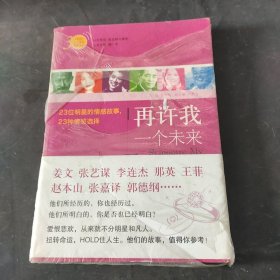 23位明星的情感故事，
23种情爱选择
再许我
一个未来
姜文 张艺谋 李连杰 那英 王菲
赵本山 张嘉译 郭德纲……
他们所经历的，你也经历过，
他们所明白的，你是否也已经明白？
爱恨悲欢，从来就不分明星和凡人。
扭转命运，HOLD住人生。他们的故事，值得你参考！